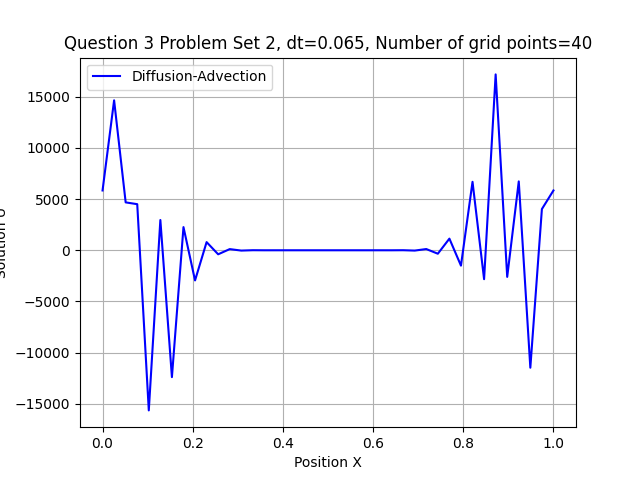 Question 3 Problem Set 2, dt=0.065, Number of grid points=40
Diffusion-Advection
15000
10000
5000
0
−5000
−10000
−15000
0.0 0.2 0.4 0.6 0.8 1.0
Position X